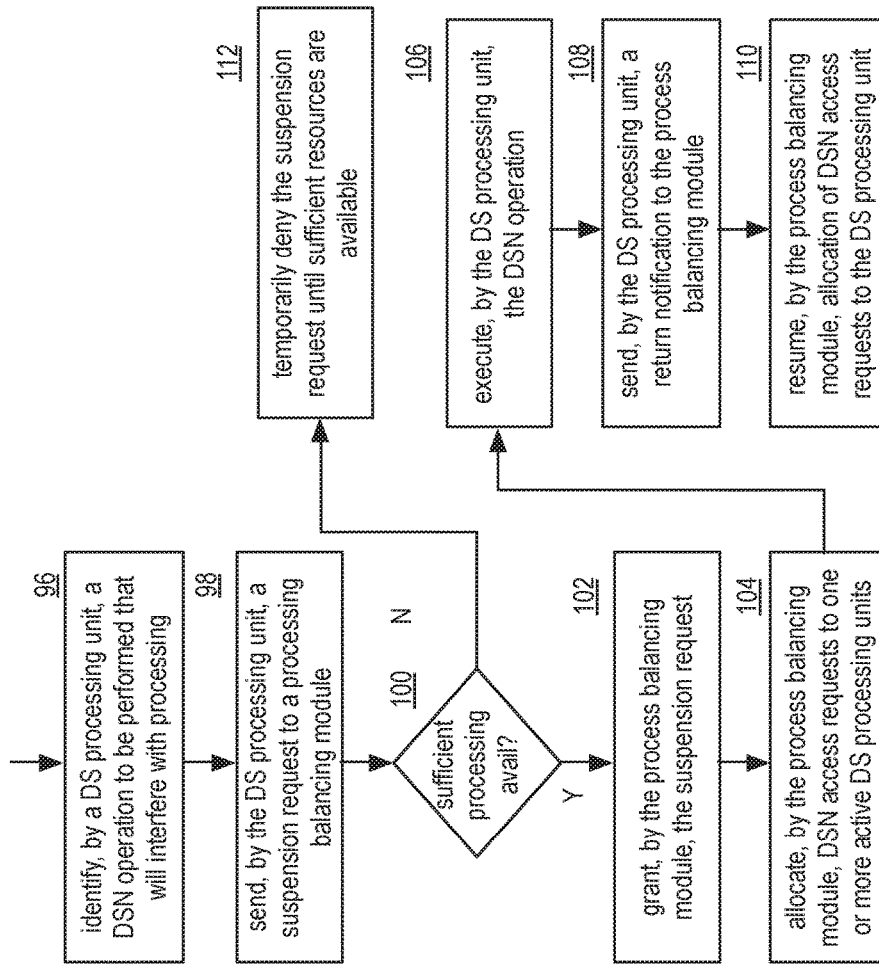 96
identify, by a DS processing unit, a
DSN operation to be performed that
will interfere with processing
98
send, by the DS processing unit, a
suspension request to a processing
balancing module
100
sufficient
processing
avail?
N
Y
102
grant, by the process balancing
module, the suspension request
104
allocate, by the process balancing
module, DSN access requests to one
or more active DS processing units
112
temporarily deny the suspension
request until sufficient resources are
available
106
execute, by the DS processing unit,
the DSN operation
108
send, by the DS processing unit, a
return notification to the process
balancing module
110
resume, by the process balancing
module, allocation of DSN access
requests to the DS processing unit